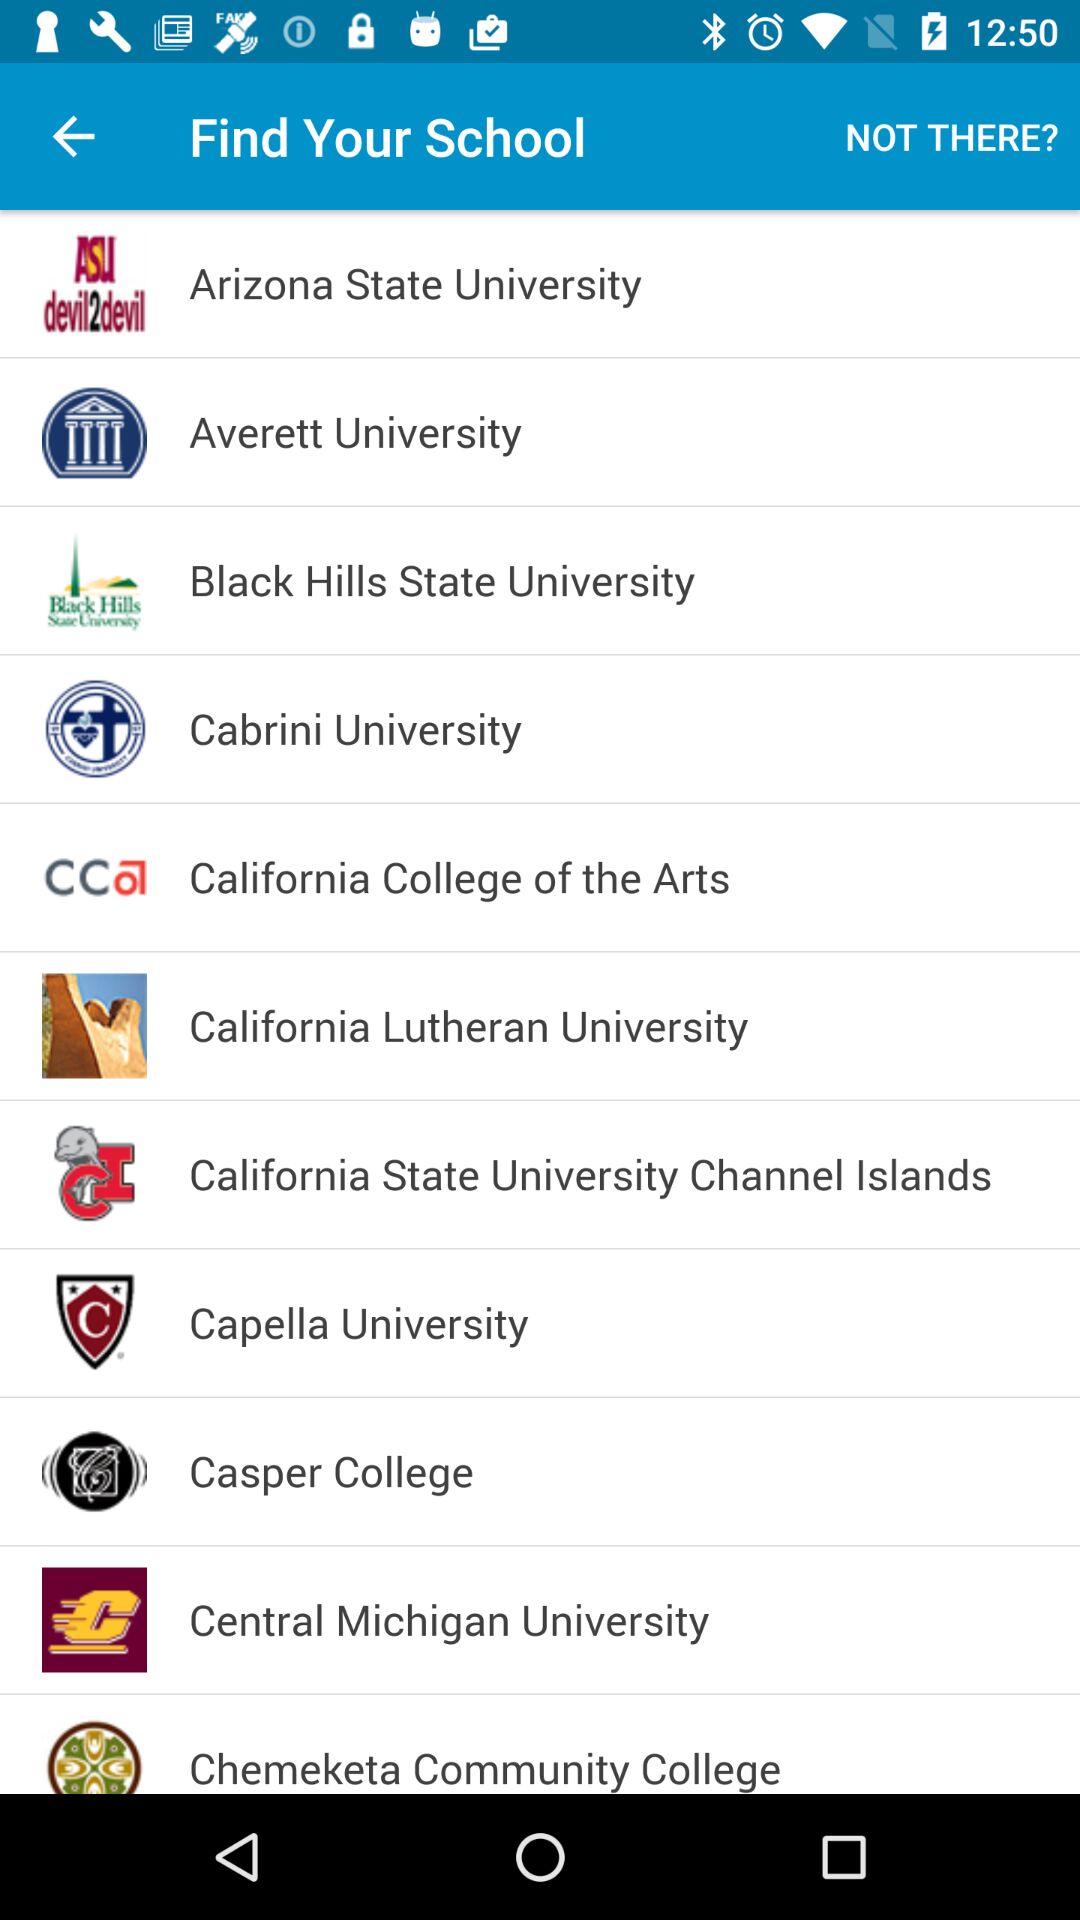 FAKE
12:50
Find Your School
NOT THERE?
ASU
devil2devil
Arizona State University
Averett University
Black Hills
State University
Black Hills State University
Cabrini University
CCa
California College of the Arts
California Lutheran University
CI
California State University Channel Islands
C
Capella University
Casper College
C
Central Michigan University
Chemeketa Community College